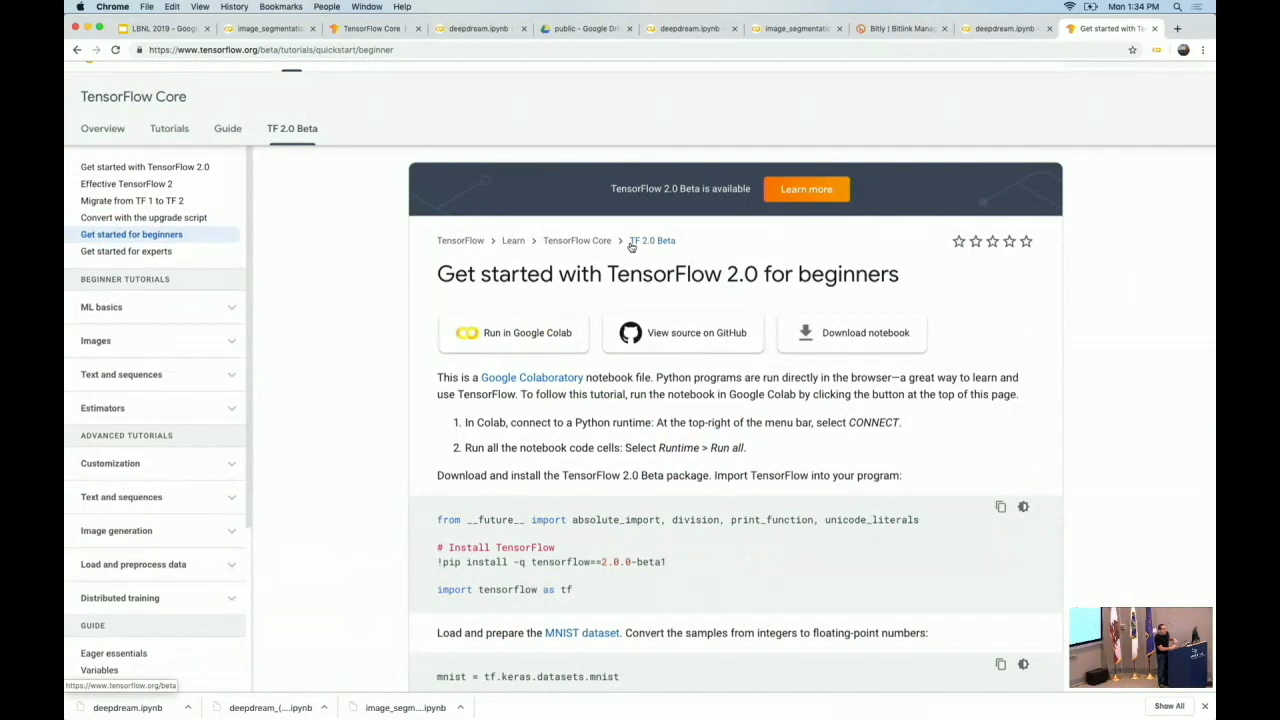 Chrome File Edit View History Bookmarks People Window Help Mon 1:34 PM
LBNL 2019 - Goog image_segmentatio TensorFlow Core deepdream.ipynb public - Google Dri deepdream.ipynb image_segmentatio Bitly | Bitlink Mana deepdream.ipynb Get started with Te
https://www.tensorflow.org/beta/tutorials/quickstart/beginner
TensorFlow Core
Overview Tutorials Guide TF 2.0 Beta
Get started with TensorFlow 2.0
Effective TensorFlow 2
Migrate from TF 1 to TF 2
Convert with the upgrade script
Get started for beginners
Get started for experts
BEGINNER TUTORIALS
ML basics
Images
Text and sequences
Estimators
ADVANCED TUTORIALS
Customization
Text and sequences
Image generation
Load and preprocess data
Distributed training
GUIDE
Eager essentials
Variables
https://www.tensorflow.org/beta
TensorFlow 2.0 Beta is available Learn more
TensorFlow > Learn > TensorFlow Core > TF 2.0 Beta
Get started with TensorFlow 2.0 for beginners
Run in Google Colab View source on GitHub Download notebook
This is a Google Colaboratory notebook file. Python programs are run directly in the browser—a great way to learn and
use TensorFlow. To follow this tutorial, run the notebook in Google Colab by clicking the button at the top of this page.
1. In Colab, connect to a Python runtime: At the top-right of the menu bar, select CONNECT.
2. Run all the notebook code cells: Select Runtime > Run all.
Download and install the TensorFlow 2.0 Beta package. Import TensorFlow into your program:
from __future__ import absolute_import, division, print_function, unicode_literals
# Install TensorFlow
!pip install -q tensorflow==2.0.0-beta1
import tensorflow as tf
Load and prepare the MNIST dataset. Convert the samples from integers to floating-point numbers:
mnist = tf.keras.datasets.mnist
deepdream.ipynb deepdream_(....ipynb image_segm....ipynb Show All